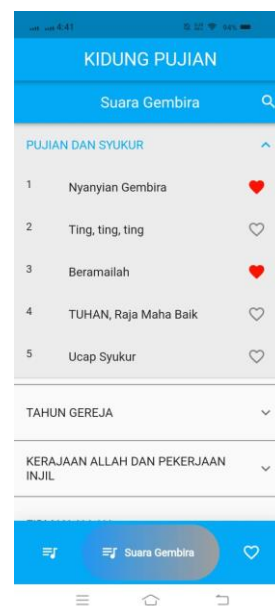 4:41
94%
KIDUNG PUJIAN
Suara Gembira
PUJIAN DAN SYUKUR
1 Nyanyian Gembira
2 Ting, ting, ting
3 Beramailah
4 TUHAN, Raja Maha Baik
5 Ucap Syukur
TAHUN GEREJA
KERAJAAN ALLAH DAN PEKERJAAN
INJIL
Suara Gembira